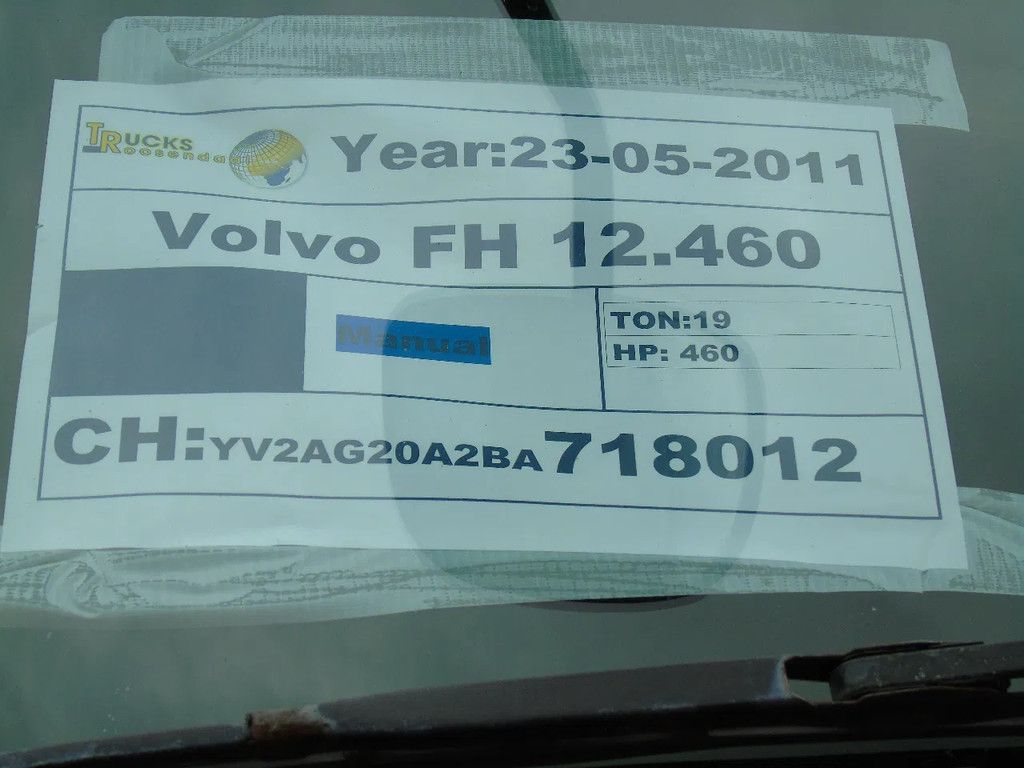 TRUCKS
Roosendaal
Year:23-05-2011
Volvo FH 12.460
Manual
TON:19
HP: 460
CH:YV2AG20A2BA718012